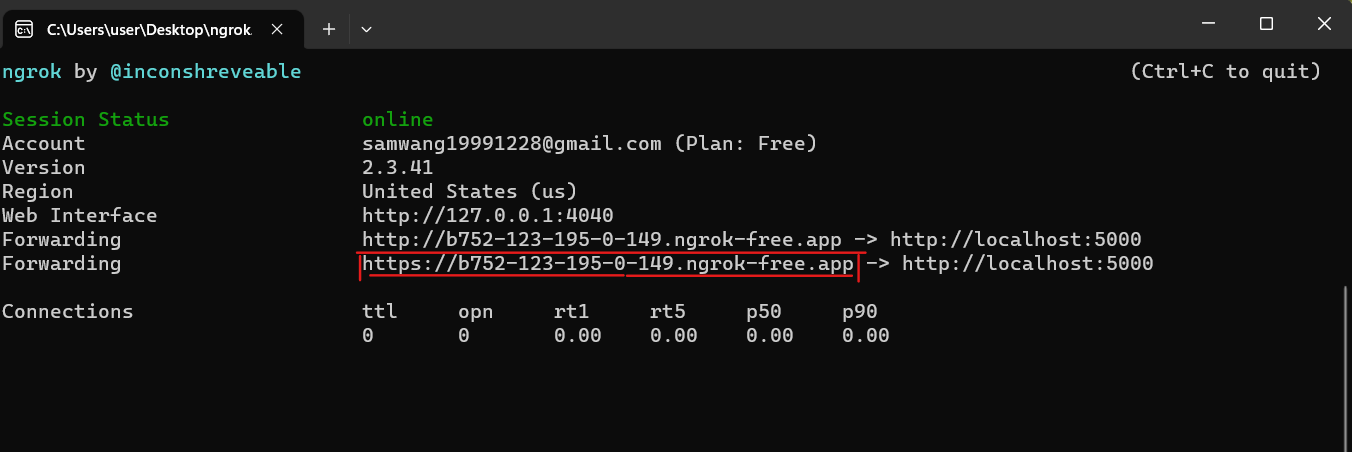 C:\Users\user\Desktop\ngrok.
ngrok by @inconshreveable (Ctrl+C to quit)
Session Status online
Account samwang19991228@gmail.com (Plan: Free)
Version 2.3.41
Region United States (us)
Web Interface http://127.0.0.1:4040
Forwarding http://b752-123-195-0-149.ngrok-free.app -> http://localhost:5000
Forwarding https://b752-123-195-0-149.ngrok-free.app -> http://localhost:5000
Connections ttl opn rt1 rt5 p50 p90
0 0 0.00 0.00 0.00 0.00